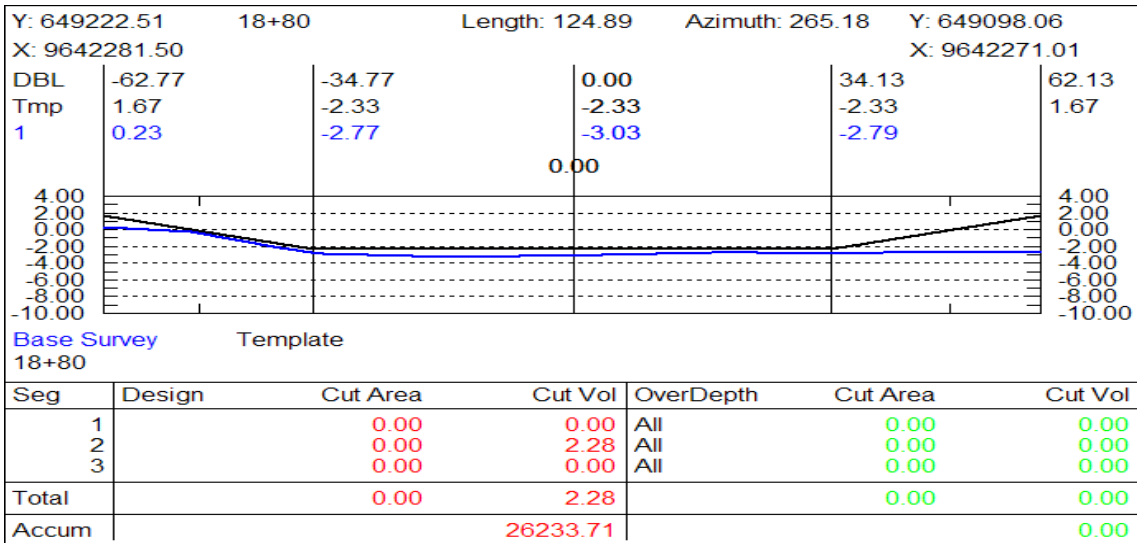 Y: 649222.51 18+80 Length: 124.89 Azimuth: 265.18 Y: 649098.06
X: 9642281.50 X: 9642271.01
DBL -62.77 -34.77 0.00 34.13 62.13
Tmp 1.67 -2.33 -2.33 -2.33 1.67
1 0.23 -2.77 -3.03 -2.79
0.00
4.00 4.00
2.00 2.00
0.00 0.00
-2.00 -2.00
-4.00 -4.00
-6.00 -6.00
-8.00 -8.00
-10.00 -10.00
Base Survey Template
18+80
Seg Design Cut Area Cut Vol OverDepth Cut Area Cut Vol
1 0.00 0.00 All 0.00 0.00
2 0.00 2.28 All 0.00 0.00
3 0.00 0.00 All 0.00 0.00
Total 0.00 2.28 0.00 0.00
Accum 26233.71 0.00